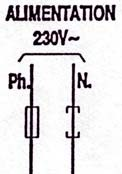 ALIMENTATION
230V~
Ph. N.